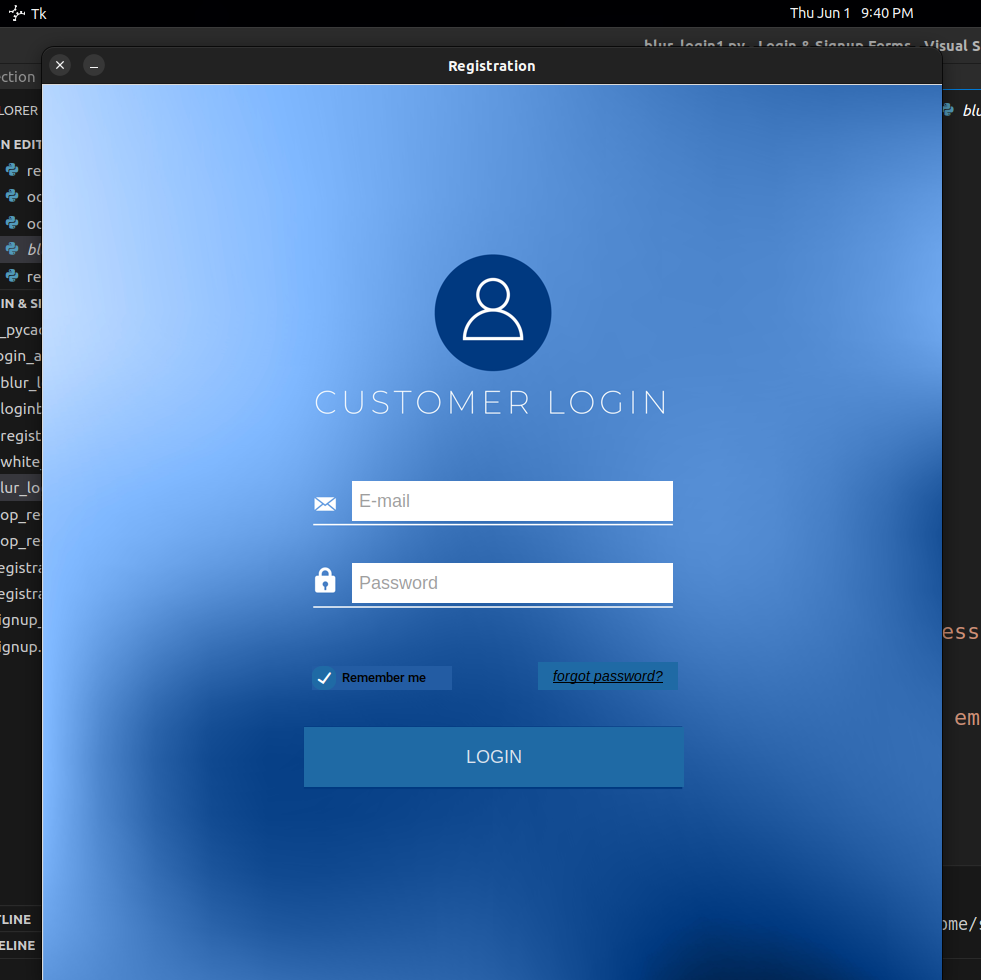 Tk
Thu Jun 1 9:40 PM
blur_login1.py - Login & Signup Forms - Visual S
ction
Registration
LORER
blu
N EDIT
re
oc
oc
bl
re
IN & SI
_pycac
ogin_a
blur_l
loginb
regist
white_
lur_lo
op_re
op_re
egistra
egistra
ignup_
ignup.
CUSTOMER LOGIN
E-mail
Password
ess
Remember me
forgot password?
em
LOGIN
TLINE
ome/s
ELINE